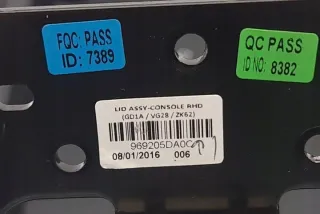 FQC PASS
ID: 7389
QC PASS
ID NO: 8382
LID ASSY-CONSOLE RHD
(GD1A / VG28 / ZK62)
969205DA0C
08/01/2016 006